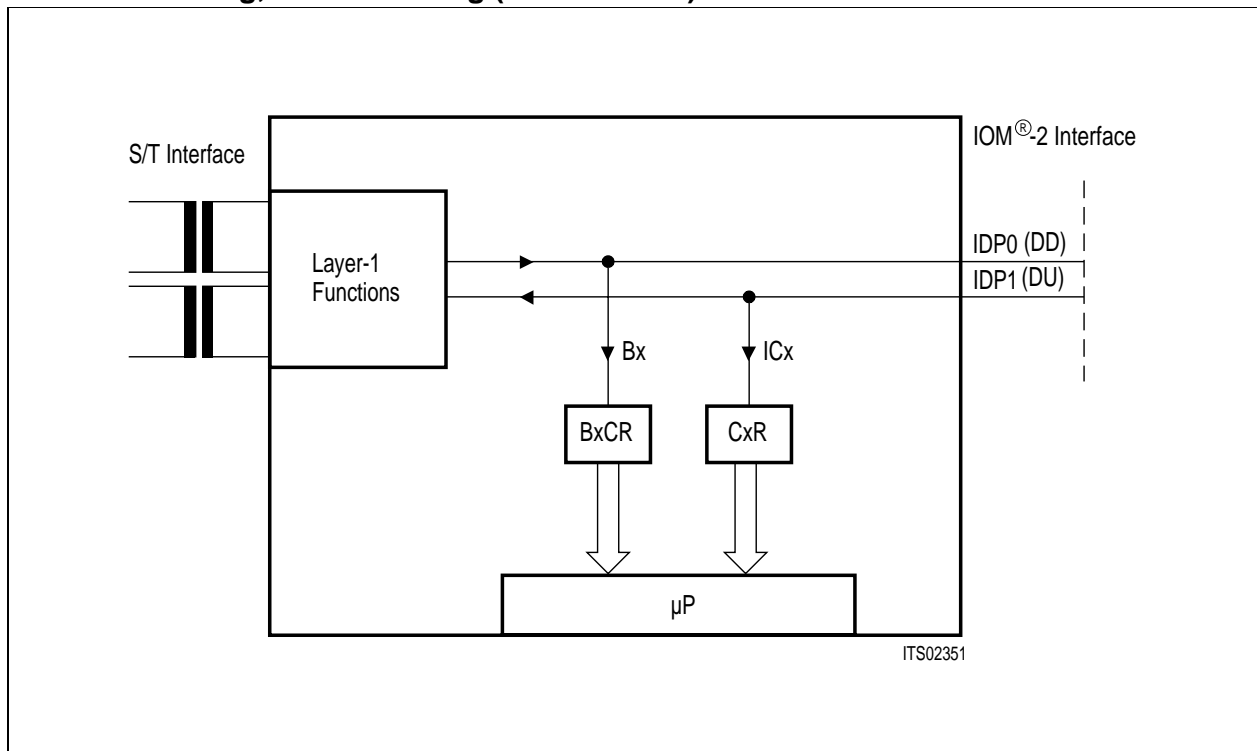 S/T Interface
IOM®-2 Interface
Layer-1
Functions
IDP0 (DD)
IDP1 (DU)
Bx
ICx
BxCR
CxR
µP
ITS02351